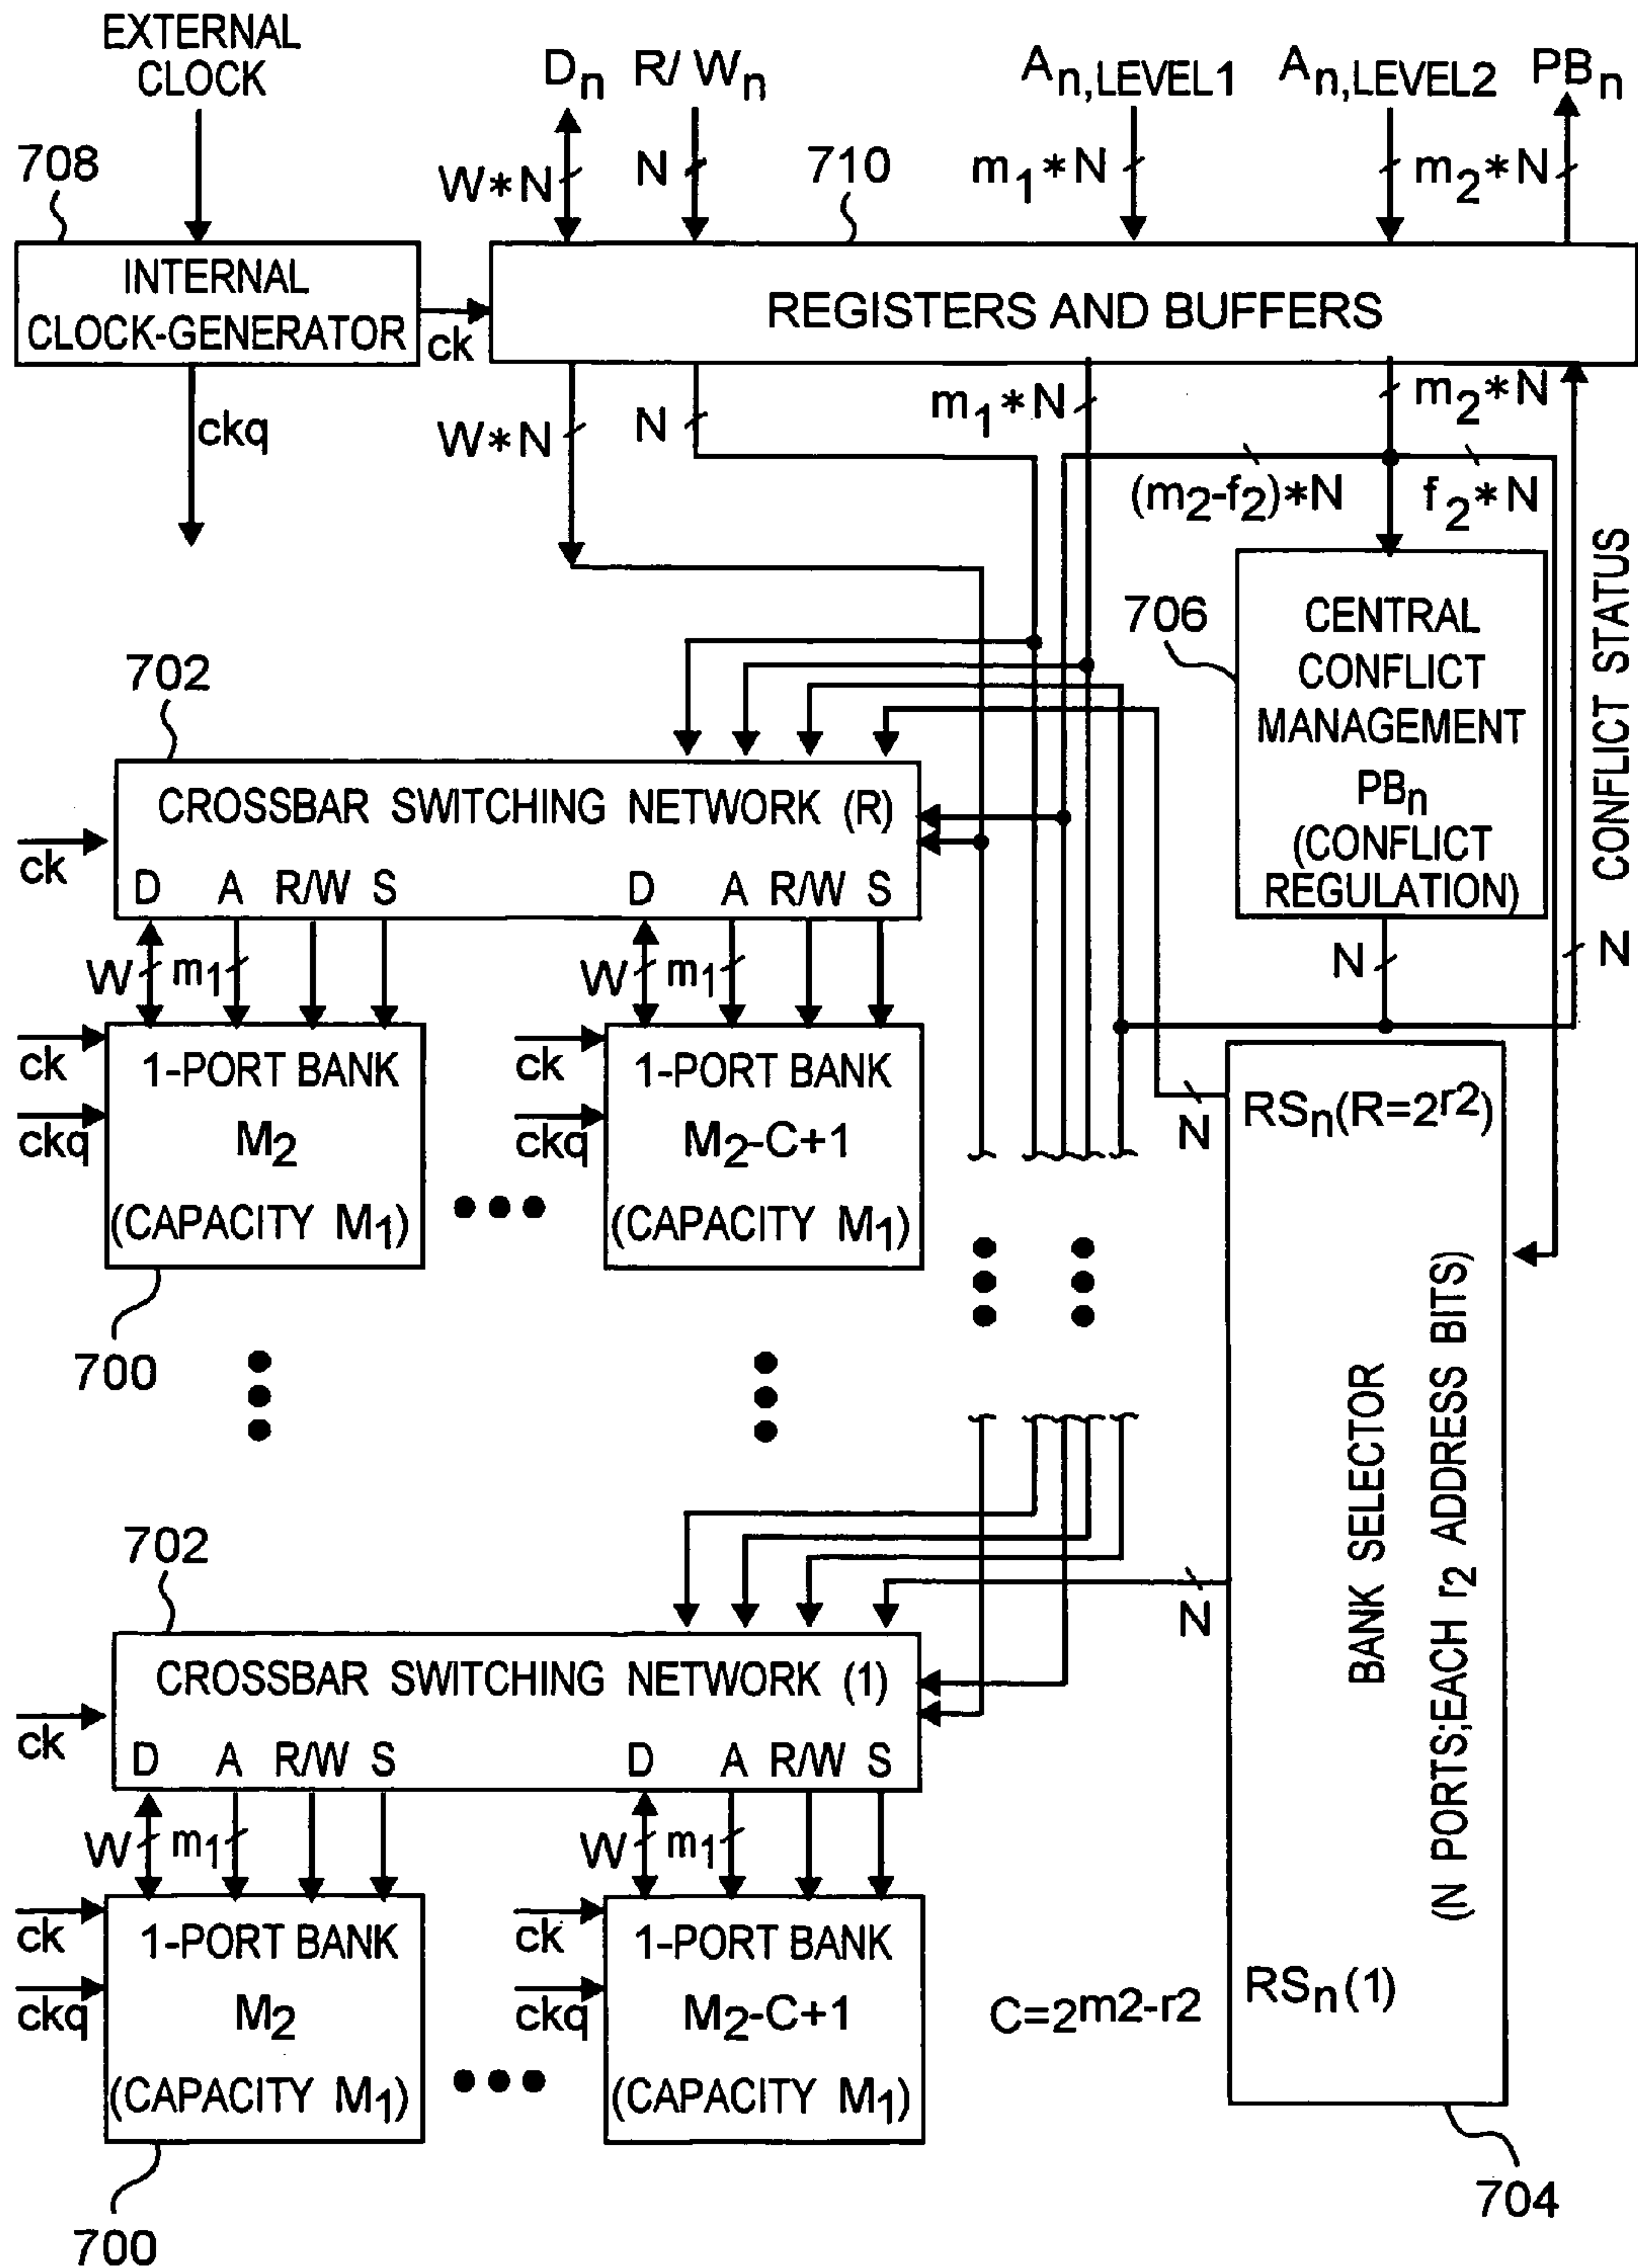 EXTERNAL
CLOCK
Dn R/ Wn An,LEVEL1 An,LEVEL2 PBn
708
W*N N 710 m1*N m2*N
INTERNAL
CLOCK-GENERATOR
ck
REGISTERS AND BUFFERS
ckq
W*N N m1*N m2*N
(m2-f2)*N f2*N
CONFLICT STATUS
706
CENTRAL
CONFLICT
MANAGEMENT
PBn
(CONFLICT
REGULATION)
N N
702
CROSSBAR SWITCHING NETWORK (R)
ck
D A R/W S D A R/W S
W m1 W m1
ck 1-PORT BANK ck 1-PORT BANK
ckq M2 ckq M2-C+1
(CAPACITY M1) ••• (CAPACITY M1)
700
N
RSn(R=2r2)
BANK SELECTOR
(N PORTS;EACH r2 ADDRESS BITS)
RSn(1)
704
702
N
CROSSBAR SWITCHING NETWORK (1)
ck
D A R/W S D A R/W S
W m1 W m1
ck 1-PORT BANK ck 1-PORT BANK
ckq M2 ckq M2-C+1
(CAPACITY M1) ••• (CAPACITY M1)
C=2m2-r2
700